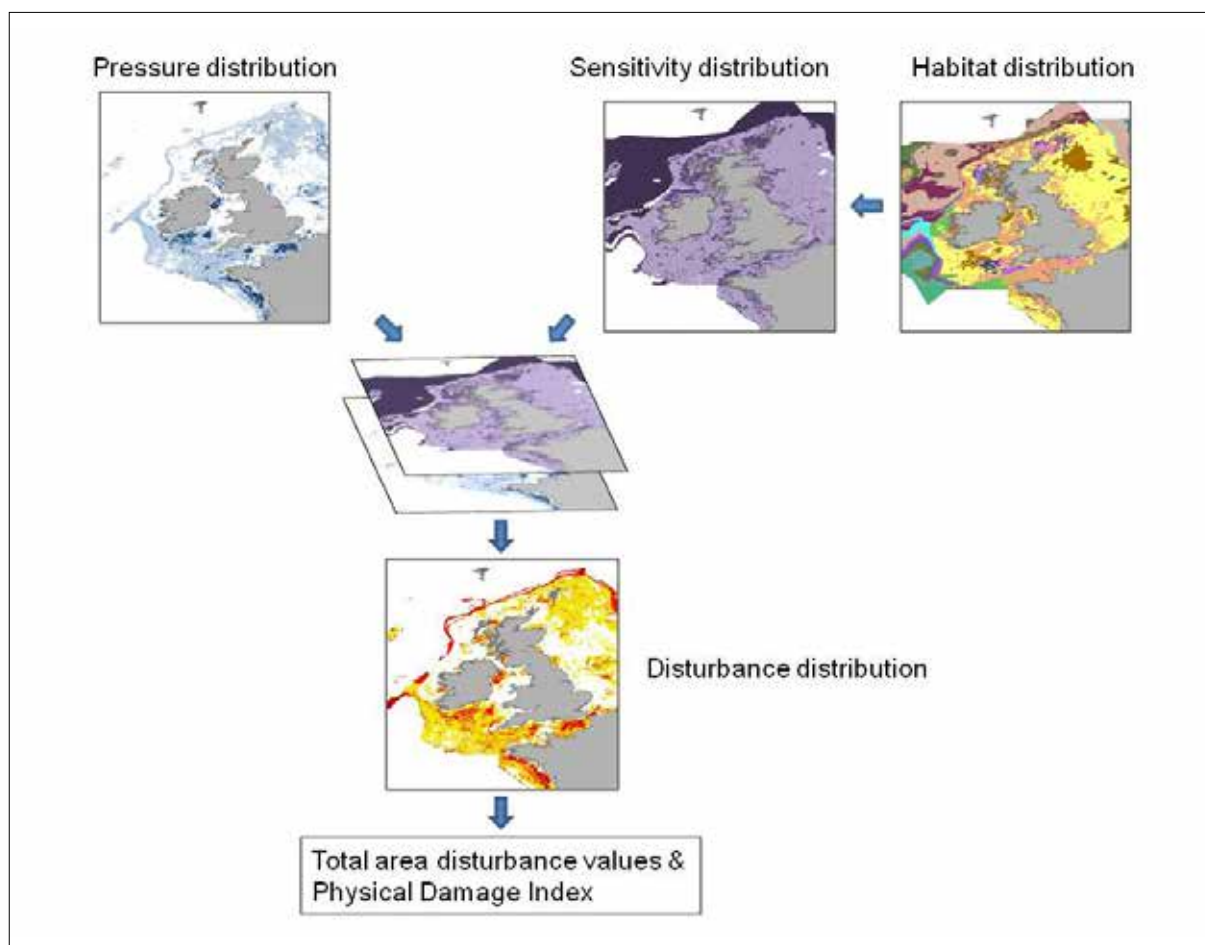 Pressure distribution
Sensitivity distribution
Habitat distribution
Disturbance distribution
Total area disturbance values &
Physical Damage Index